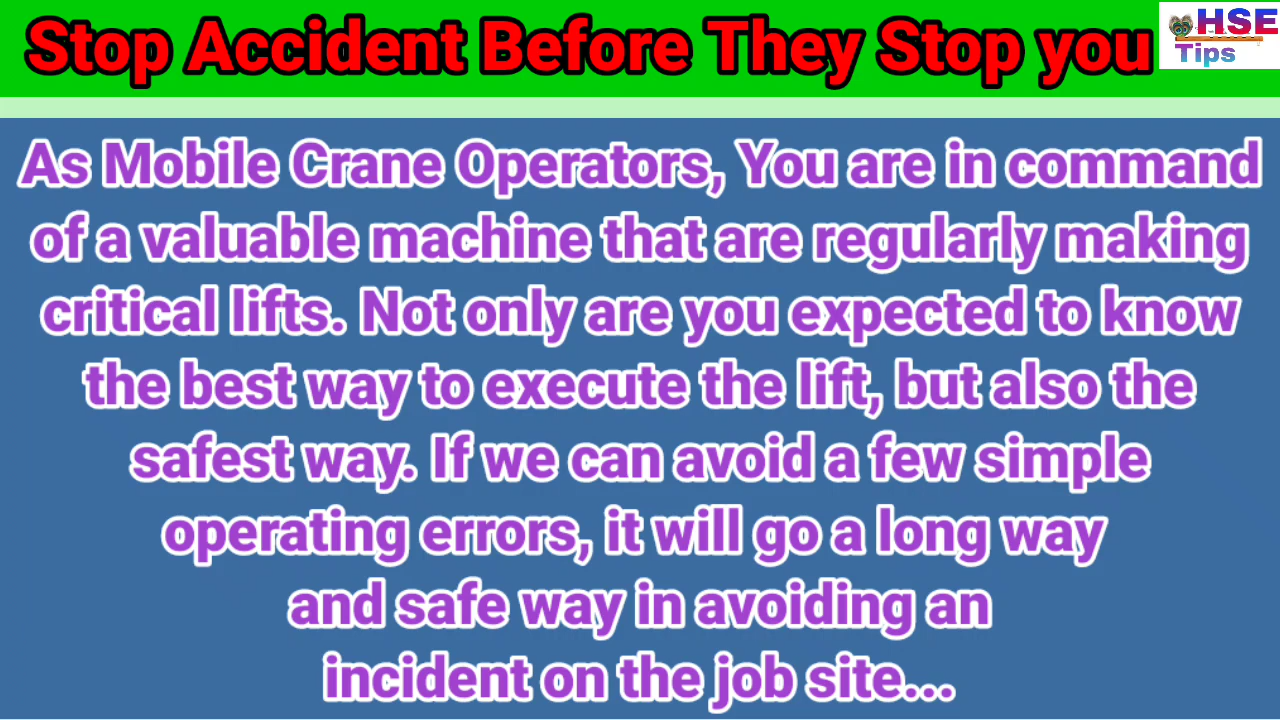 Stop Accident Before They Stop you
HSE
Tips
As Mobile Crane Operators, You are in command
of a valuable machine that are regularly making
critical lifts. Not only are you expected to know
the best way to execute the lift, but also the
safest way. If we can avoid a few simple
operating errors, it will go a long way
and safe way in avoiding an
incident on the job site...